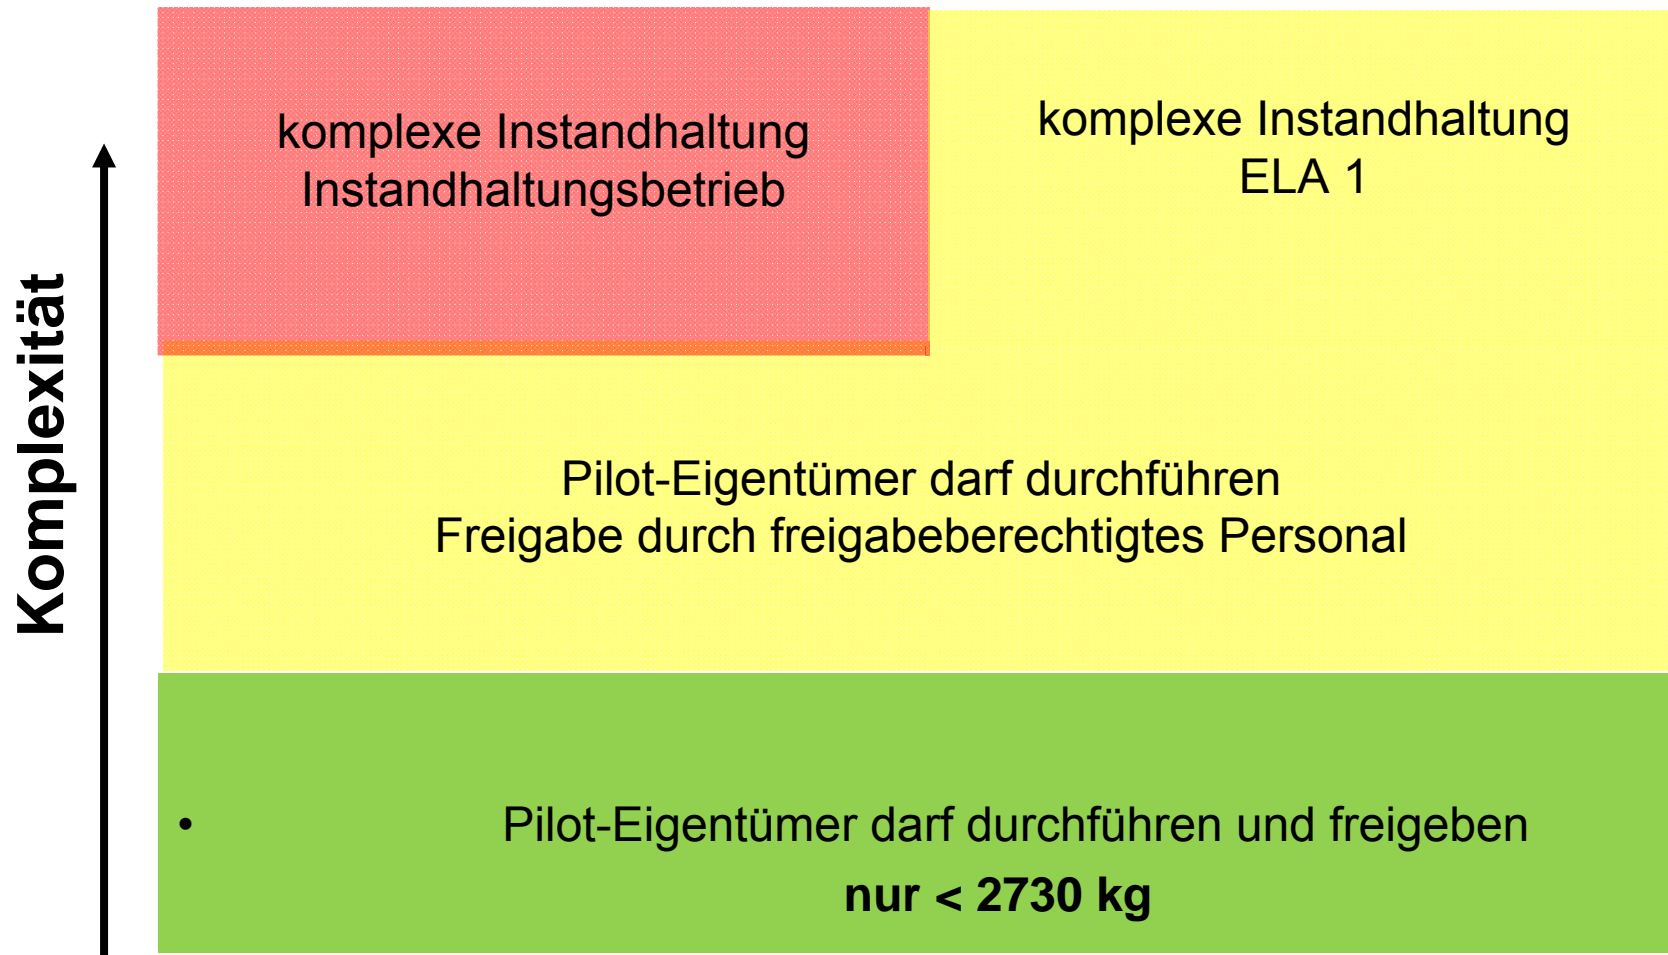 Komplexität
komplexe Instandhaltung
Instandhaltungsbetrieb
komplexe Instandhaltung
ELA 1
Pilot-Eigentümer darf durchführen
Freigabe durch freigabeberechtigtes Personal
• Pilot-Eigentümer darf durchführen und freigeben
nur < 2730 kg